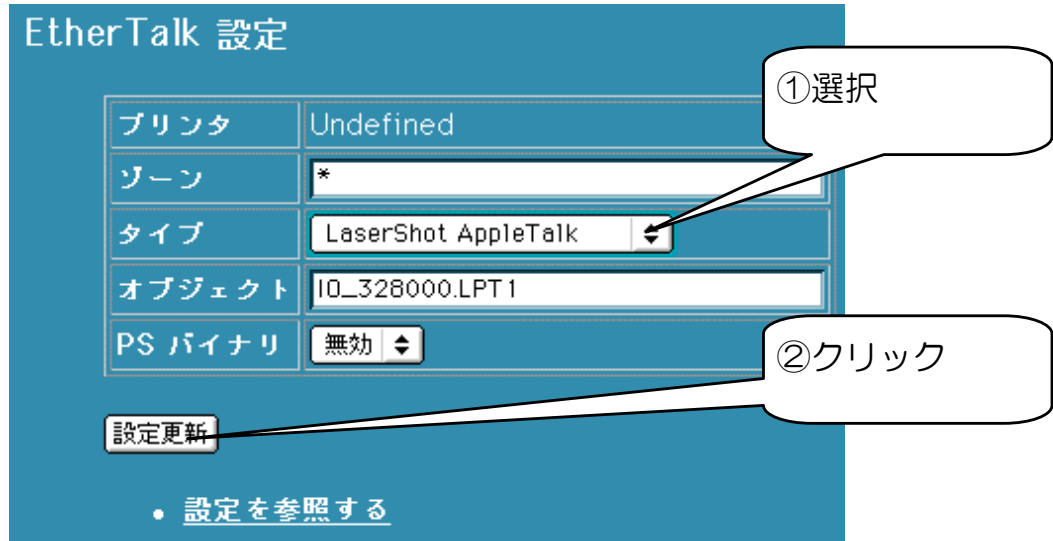 EtherTalk 設定
①選択
プリンタ Undefined
ゾーン *
タイプ LaserShot AppleTalk
オブジェクト IO_328000.LPT1
PS バイナリ 無効
②クリック
設定更新
• 設定を参照する